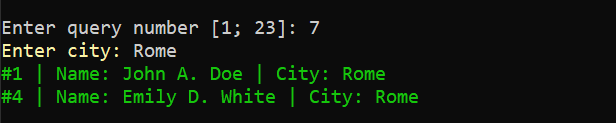 Enter query number [1; 23]: 7
Enter city: Rome
#1 | Name: John A. Doe | City: Rome
#4 | Name: Emily D. White | City: Rome